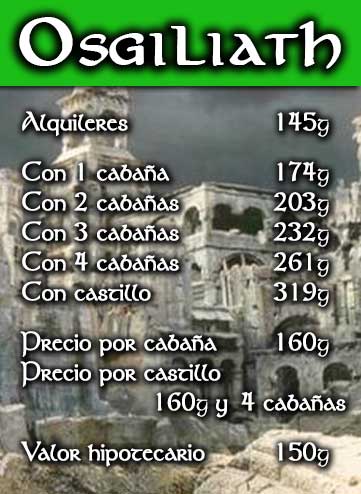 Osgiliath
Alquileres 145g
Con 1 cabaña 174g
Con 2 cabañas 203g
Con 3 cabañas 232g
Con 4 cabañas 261g
Con castillo 319g
Precio por cabaña 160g
Precio por castillo
160g y 4 cabañas
Valor hipotecario 150g